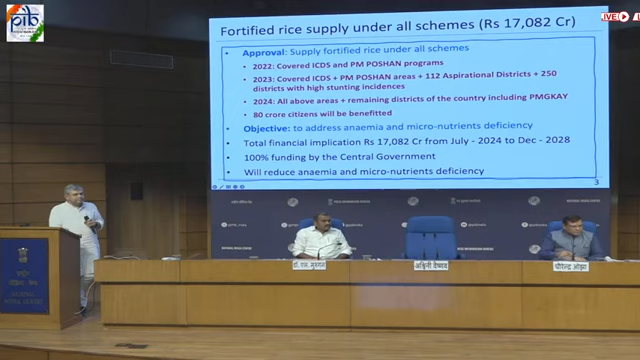 LIVE
Fortified rice supply under all schemes (Rs 17,082 Cr)
• Approval: Supply fortified rice under all schemes
• 2022: Covered ICDS and PM POSHAN programs
• 2023: Covered ICDS + PM POSHAN areas + 112 Aspirational Districts + 250
districts with high stunting incidences
• 2024: All above areas + remaining districts of the country including PMGKAY
• 80 crore citizens will be benefitted
• Objective: to address anaemia and micro-nutrients deficiency
• Total financial implication Rs 17,082 Cr from July - 2024 to Dec - 2028
• 100% funding by the Central Government
• Will reduce anaemia and micro-nutrients deficiency
3
डॉ. एल. मुरुगन
अश्विनी वैष्णव
धीरेन्द्र ओझा